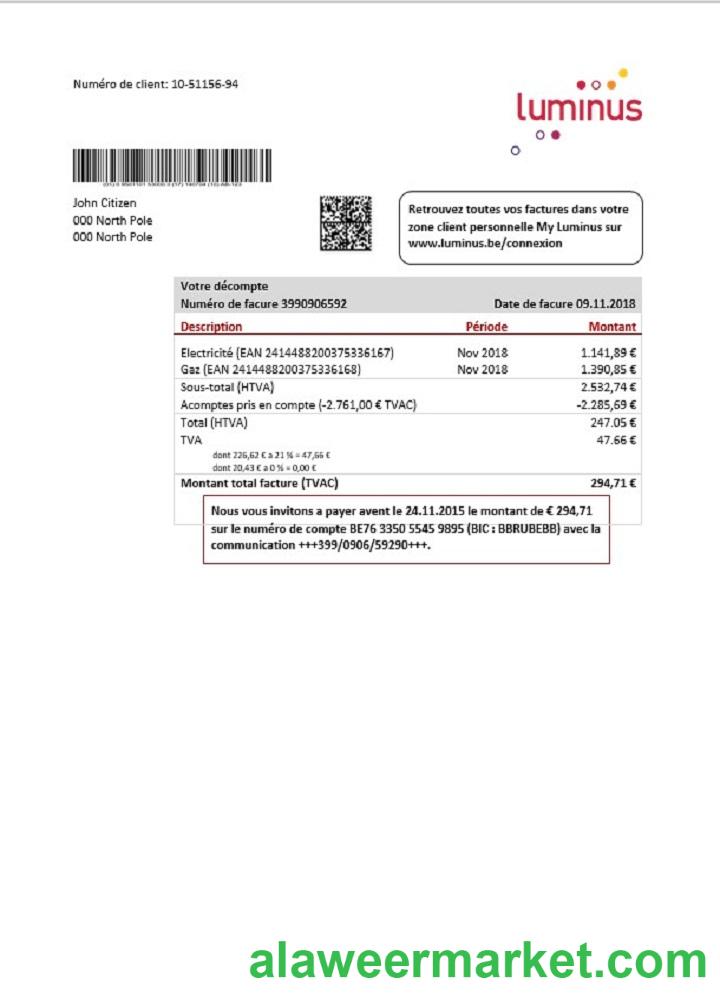 Numéro de client: 10-51156-94
luminus
John Citizen
000 North Pole
000 North Pole
Retrouvez toutes vos factures dans votre
zone client personnelle My Luminus sur
www.luminus.be/connexion
Votre décompte
Numéro de facure 3990906592 Date de facure 09.11.2018
Description Période Montant
Electricité (EAN 2414488200375336167) Nov 2018 1.141,89 €
Gaz (EAN 2414488200375336168) Nov 2018 1.390,85 €
Sous-total (HTVA) 2.532,74 €
Acomptes pris en compte (-2.761,00 € TVAC) -2.285,69 €
Total (HTVA) 247.05 €
TVA 47.66 €
dont 226,62 € a 21 % = 47,66 €
dont 20,43 € a 0 % = 0,00 €
Montant total facture (TVAC) 294,71 €
Nous vous invitons a payer avent le 24.11.2015 le montant de € 294,71
sur le numéro de compte BE76 3350 5545 9895 (BIC : BBRUBEBB) avec la
communication +++399/0906/59290+++.
alaweermarket.com